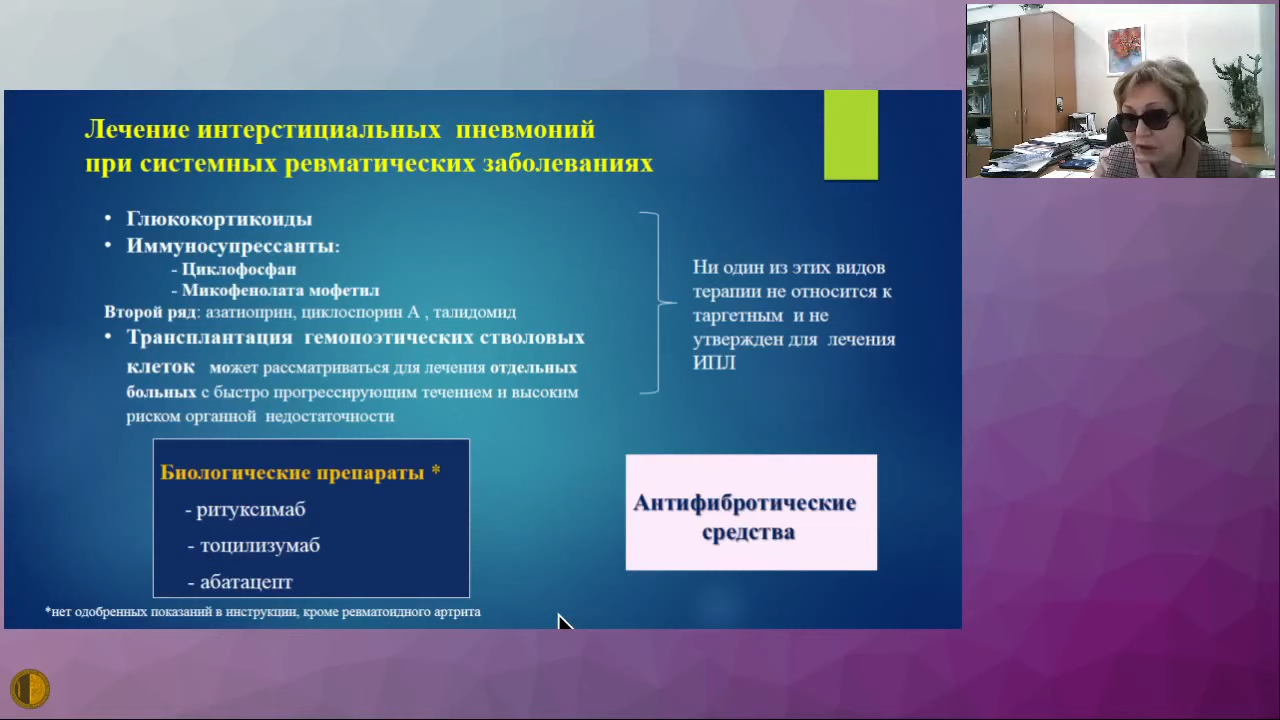 Лечение интерстициальных пневмоний
при системных ревматических заболеваниях
• Глюкокортикоиды
• Иммуносупрессанты:
- Циклофосфан
- Микофенолата мофетил
Второй ряд: азатиоприн, циклоспорин А , талидомид
• Трансплантация гемопоэтических стволовых
клеток может рассматриваться для лечения отдельных
больных с быстро прогрессирующим течением и высоким
риском органной недостаточности
Ни один из этих видов
терапии не относится к
таргетным и не
утвержден для лечения
ИПЛ
Биологические препараты *
- ритуксимаб
- тоцилизумаб
- абатацепт
Антифибротические
средства
*нет одобренных показаний в инструкции, кроме ревматоидного артрита